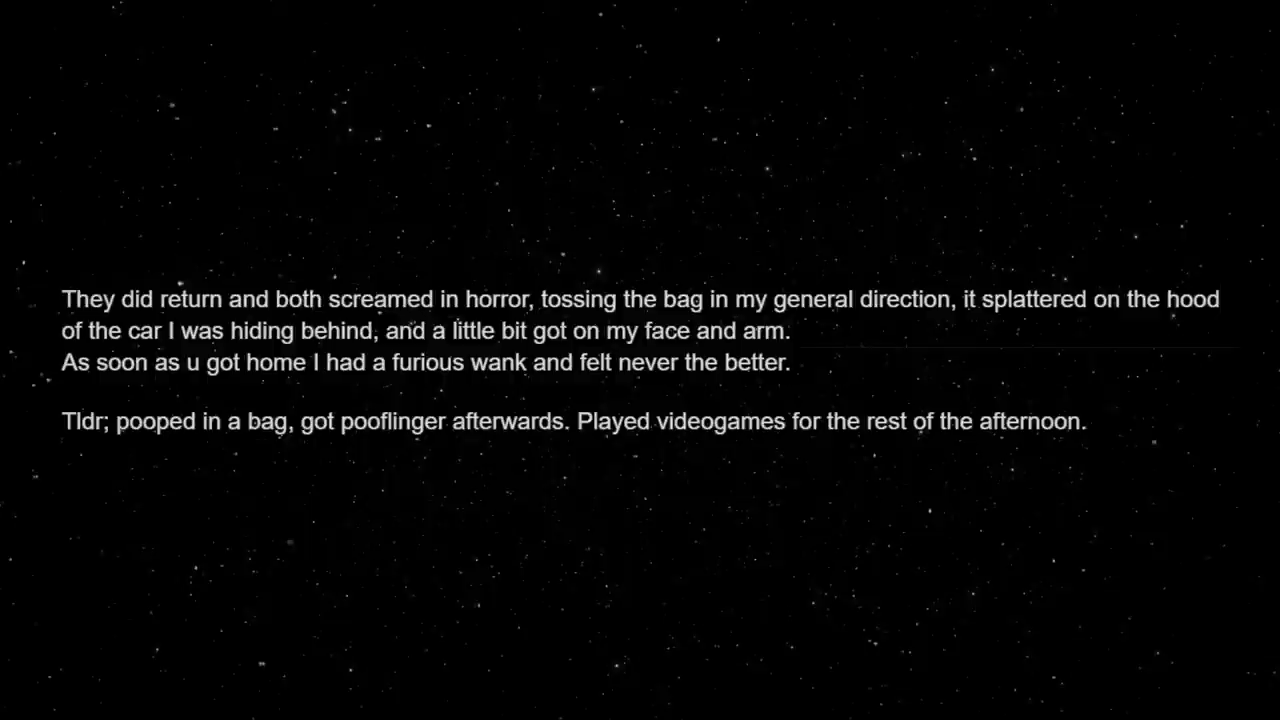 They did return and both screamed in horror, tossing the bag in my general direction, it splattered on the hood
of the car I was hiding behind, and a little bit got on my face and arm.
As soon as u got home I had a furious wank and felt never the better.
Tldr; pooped in a bag, got pooflinger afterwards. Played videogames for the rest of the afternoon.